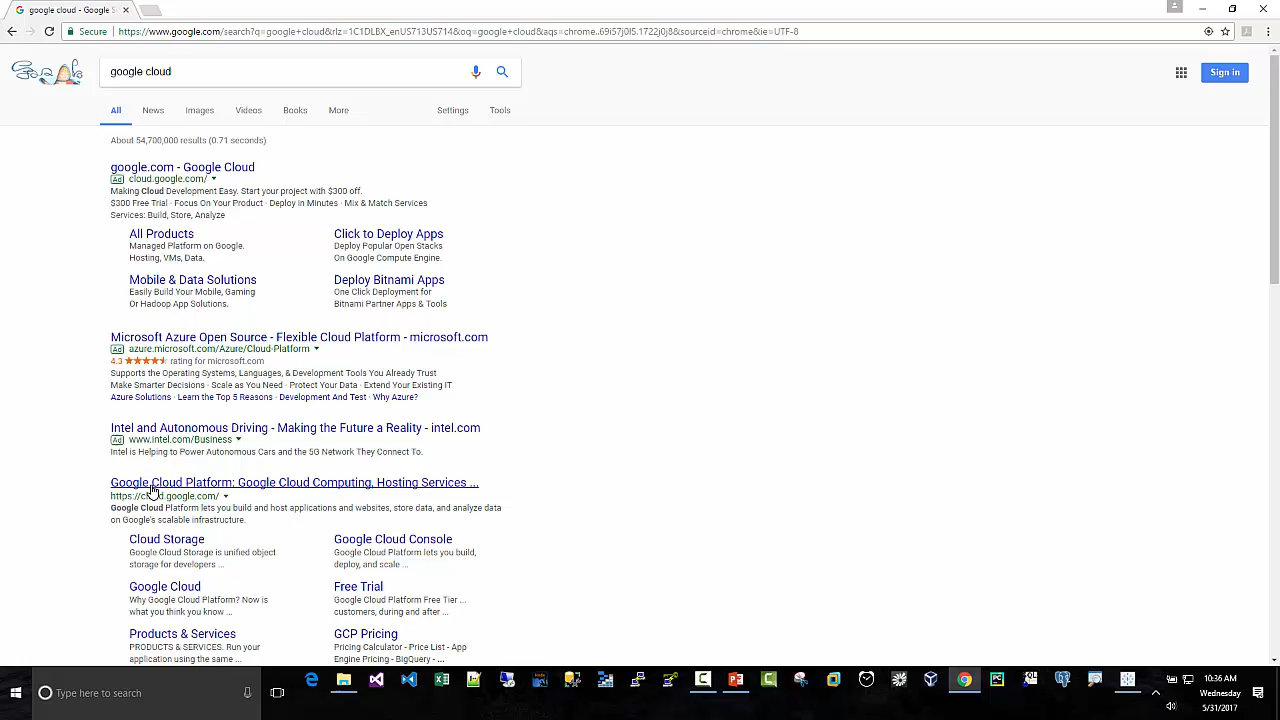 google cloud - Google S
Secure
https://www.google.com/search?q=google+cloud&rlz=1C1DLBX_enUS713US714&oq=google+cloud&aqs=chrome..69i57j0l5.1722j0j8&sourceid=chrome&ie=UTF-8
google cloud
Sign in
All News Images Videos Books More Settings Tools
About 54,700,000 results (0.71 seconds)
google.com - Google Cloud
Ad cloud.google.com/
Making Cloud Development Easy. Start your project with $300 off.
$300 Free Trial · Focus On Your Product · Deploy in Minutes · Mix & Match Services
Services: Build, Store, Analyze
All Products
Managed Platform on Google.
Hosting, VMs, Data.
Click to Deploy Apps
Deploy Popular Open Stacks
On Google Compute Engine.
Mobile & Data Solutions
Easily Build Your Mobile, Gaming
Or Hadoop App Solutions.
Deploy Bitnami Apps
One Click Deployment for
Bitnami Partner Apps & Tools
Microsoft Azure Open Source - Flexible Cloud Platform - microsoft.com
Ad azure.microsoft.com/Azure/Cloud-Platform
4.3 rating for microsoft.com
Supports the Operating Systems, Languages, & Development Tools You Already Trust
Make Smarter Decisions · Scale as You Need · Protect Your Data · Extend Your Existing IT
Azure Solutions · Learn the Top 5 Reasons · Development And Test · Why Azure?
Intel and Autonomous Driving - Making the Future a Reality - intel.com
Ad www.intel.com/Business
Intel is Helping to Power Autonomous Cars and the 5G Network They Connect To.
Google Cloud Platform: Google Cloud Computing, Hosting Services ...
https://cloud.google.com/
Google Cloud Platform lets you build and host applications and websites, store data, and analyze data
on Google's scalable infrastructure.
Cloud Storage
Google Cloud Storage is unified object
storage for developers ...
Google Cloud Console
Google Cloud Platform lets you build,
deploy, and scale ...
Google Cloud
Why Google Cloud Platform? Now is
what you think you know ...
Free Trial
Google Cloud Platform Free Tier ...
customers, during and after ...
Products & Services
PRODUCTS & SERVICES. Run your
application using the same ...
GCP Pricing
Pricing Calculator - Price List - App
Engine Pricing - BigQuery - ...
Type here to search
10:36 AM
Wednesday
5/31/2017